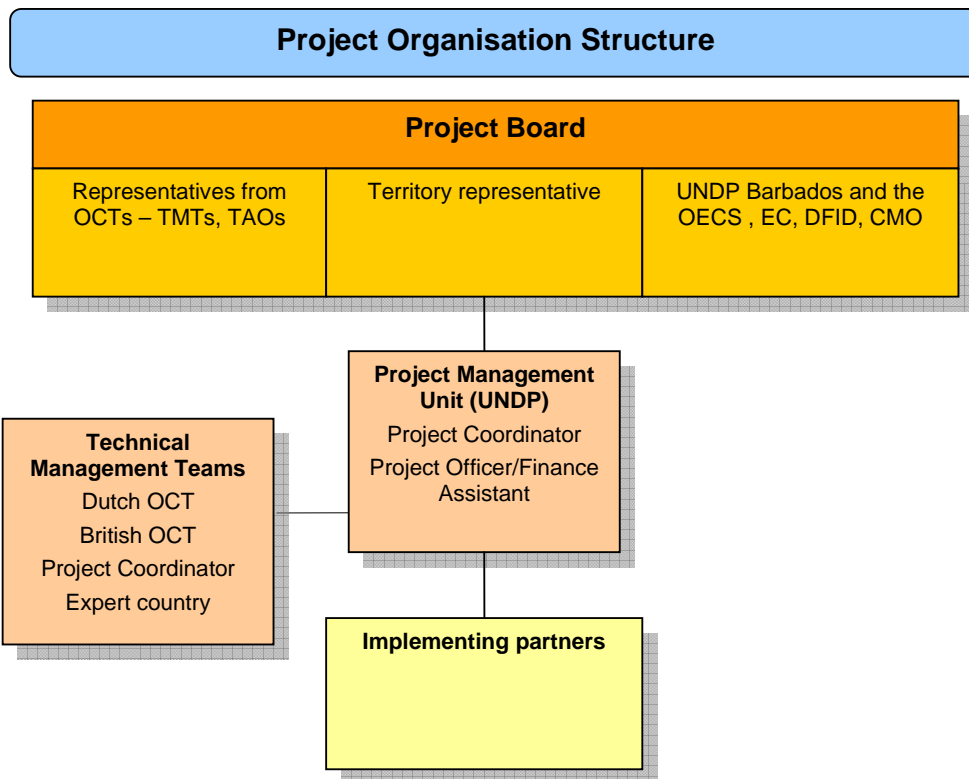 Project Organisation Structure
Project Board
Representatives from
OCTs – TMTs, TAOs
Territory representative
UNDP Barbados and the
OECS , EC, DFID, CMO
Project Management
Unit (UNDP)
Project Coordinator
Project Officer/Finance
Assistant
Technical
Management Teams
Dutch OCT
British OCT
Project Coordinator
Expert country
Implementing partners